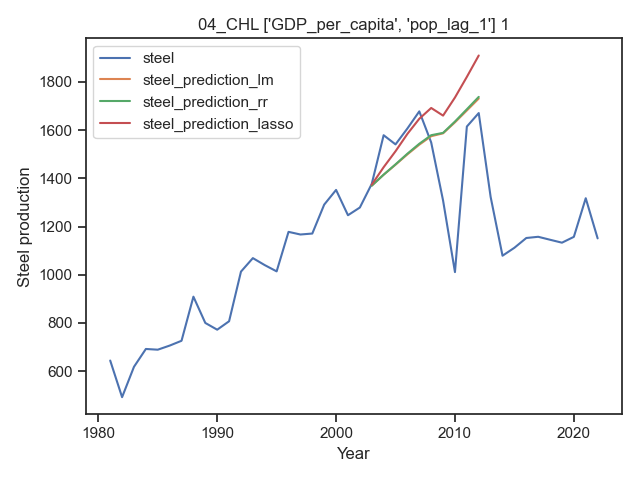 04_CHL ['GDP_per_capita', 'pop_lag_1'] 1
steel
steel_prediction_lm
steel_prediction_rr
steel_prediction_lasso
Steel production
1800
1600
1400
1200
1000
800
600
1980 1990 2000 2010 2020
Year